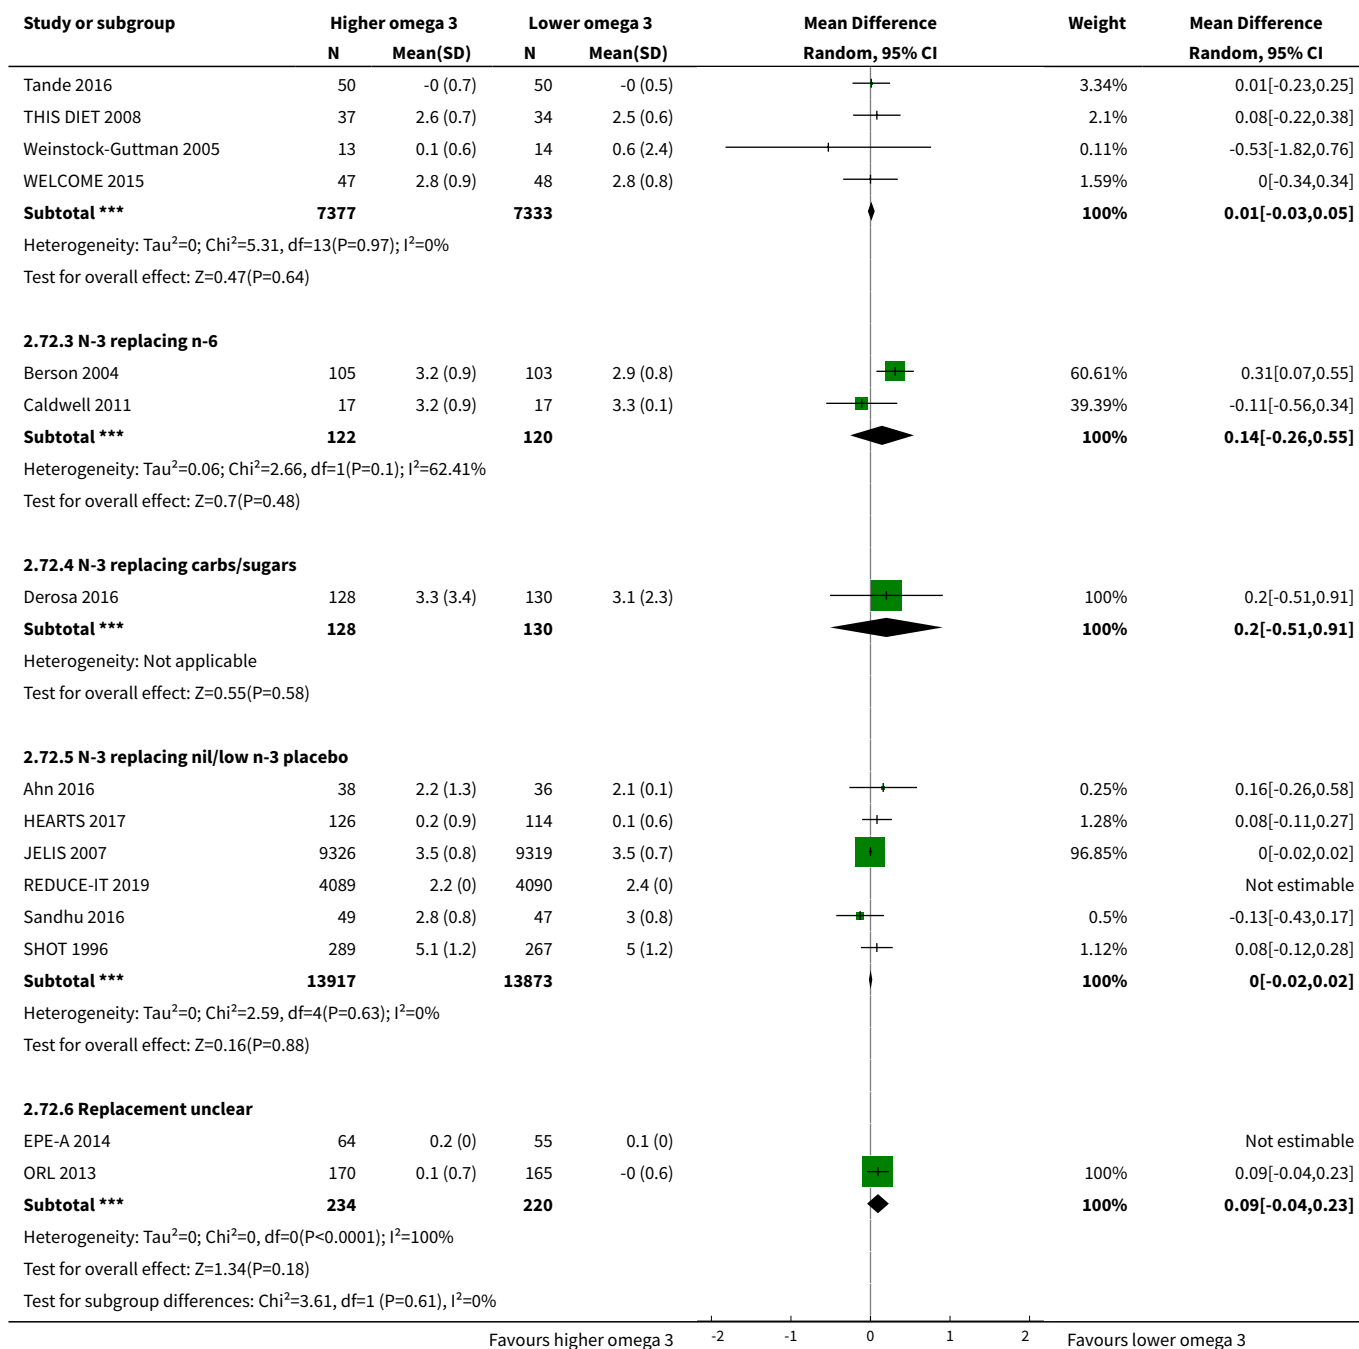 Study or subgroup Higher omega 3 Lower omega 3 Mean Difference Weight Mean Difference
N Mean(SD) N Mean(SD) Random, 95% CI Random, 95% CI
Tande 2016 50 -0 (0.7) 50 -0 (0.5) 3.34% 0.01[-0.23,0.25]
THIS DIET 2008 37 2.6 (0.7) 34 2.5 (0.6) 2.1% 0.08[-0.22,0.38]
Weinstock-Guttman 2005 13 0.1 (0.6) 14 0.6 (2.4) 0.11% -0.53[-1.82,0.76]
WELCOME 2015 47 2.8 (0.9) 48 2.8 (0.8) 1.59% 0[-0.34,0.34]
Subtotal *** 7377 7333 100% 0.01[-0.03,0.05]
Heterogeneity: Tau²=0; Chi²=5.31, df=13(P=0.97); I²=0%
Test for overall effect: Z=0.47(P=0.64)
2.72.3 N-3 replacing n-6
Berson 2004 105 3.2 (0.9) 103 2.9 (0.8) 60.61% 0.31[0.07,0.55]
Caldwell 2011 17 3.2 (0.9) 17 3.3 (0.1) 39.39% -0.11[-0.56,0.34]
Subtotal *** 122 120 100% 0.14[-0.26,0.55]
Heterogeneity: Tau²=0.06; Chi²=2.66, df=1(P=0.1); I²=62.41%
Test for overall effect: Z=0.7(P=0.48)
2.72.4 N-3 replacing carbs/sugars
Derosa 2016 128 3.3 (3.4) 130 3.1 (2.3) 100% 0.2[-0.51,0.91]
Subtotal *** 128 130 100% 0.2[-0.51,0.91]
Heterogeneity: Not applicable
Test for overall effect: Z=0.55(P=0.58)
2.72.5 N-3 replacing nil/low n-3 placebo
Ahn 2016 38 2.2 (1.3) 36 2.1 (0.1) 0.25% 0.16[-0.26,0.58]
HEARTS 2017 126 0.2 (0.9) 114 0.1 (0.6) 1.28% 0.08[-0.11,0.27]
JELIS 2007 9326 3.5 (0.8) 9319 3.5 (0.7) 96.85% 0[-0.02,0.02]
REDUCE-IT 2019 4089 2.2 (0) 4090 2.4 (0) Not estimable
Sandhu 2016 49 2.8 (0.8) 47 3 (0.8) 0.5% -0.13[-0.43,0.17]
SHOT 1996 289 5.1 (1.2) 267 5 (1.2) 1.12% 0.08[-0.12,0.28]
Subtotal *** 13917 13873 100% 0[-0.02,0.02]
Heterogeneity: Tau²=0; Chi²=2.59, df=4(P=0.63); I²=0%
Test for overall effect: Z=0.16(P=0.88)
2.72.6 Replacement unclear
EPE-A 2014 64 0.2 (0) 55 0.1 (0) Not estimable
ORL 2013 170 0.1 (0.7) 165 -0 (0.6) 100% 0.09[-0.04,0.23]
Subtotal *** 234 220 100% 0.09[-0.04,0.23]
Heterogeneity: Tau²=0; Chi²=0, df=0(P<0.0001); I²=100%
Test for overall effect: Z=1.34(P=0.18)
Test for subgroup differences: Chi²=3.61, df=1 (P=0.61), I²=0%
Favours higher omega 3 -2 -1 0 1 2 Favours lower omega 3